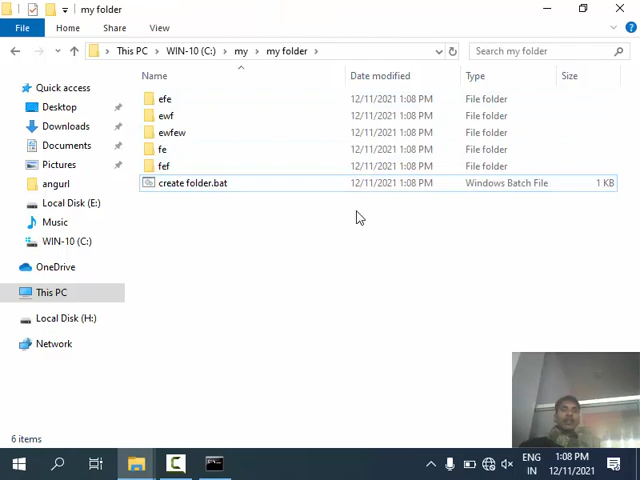 my folder
File Home Share View
This PC WIN-10 (C:) my my folder
Search my folder
Name Date modified Type Size
Quick access
Desktop
Downloads
Documents
Pictures
angurl
Music
Local Disk (E:)
WIN-10 (C:)
OneDrive
This PC
Local Disk (H:)
Network
efe 12/11/2021 1:08 PM File folder
ewf 12/11/2021 1:08 PM File folder
ewfew 12/11/2021 1:08 PM File folder
fe 12/11/2021 1:08 PM File folder
fef 12/11/2021 1:08 PM File folder
create folder.bat 12/11/2021 1:08 PM Windows Batch File 1 KB
6 items
ENG
IN
1:08 PM
12/11/2021